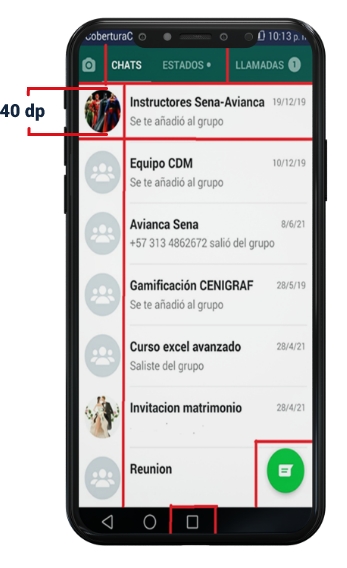 CoberturaC 10:13 p. m.
CHATS ESTADOS • LLAMADAS 1
40 dp
Instructores Sena-Avianca 19/12/19
Se te añadió al grupo
Equipo CDM 10/12/19
Se te añadió al grupo
Avianca Sena 8/6/21
+57 313 4862672 salió del grupo
Gamificación CENIGRAF 28/5/19
Se te añadió al grupo
Curso excel avanzado 28/4/21
Saliste del grupo
Invitacion matrimonio 28/4/21
Reunion